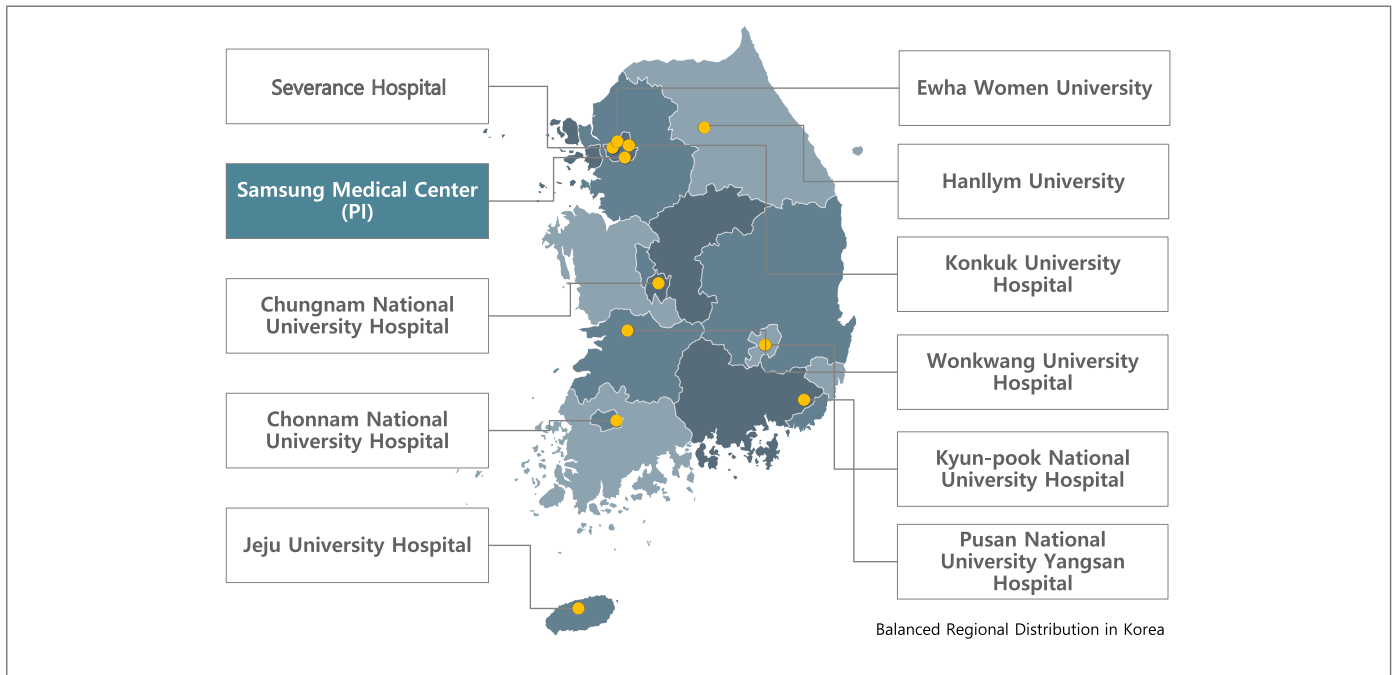 Severance Hospital
Samsung Medical Center
(PI)
Chungnam National
University Hospital
Chonnam National
University Hospital
Jeju University Hospital
Ewha Women University
Hanllym University
Konkuk University
Hospital
Wonkwang University
Hospital
Kyun-pook National
University Hospital
Pusan National
University Yangsan
Hospital
Balanced Regional Distribution in Korea